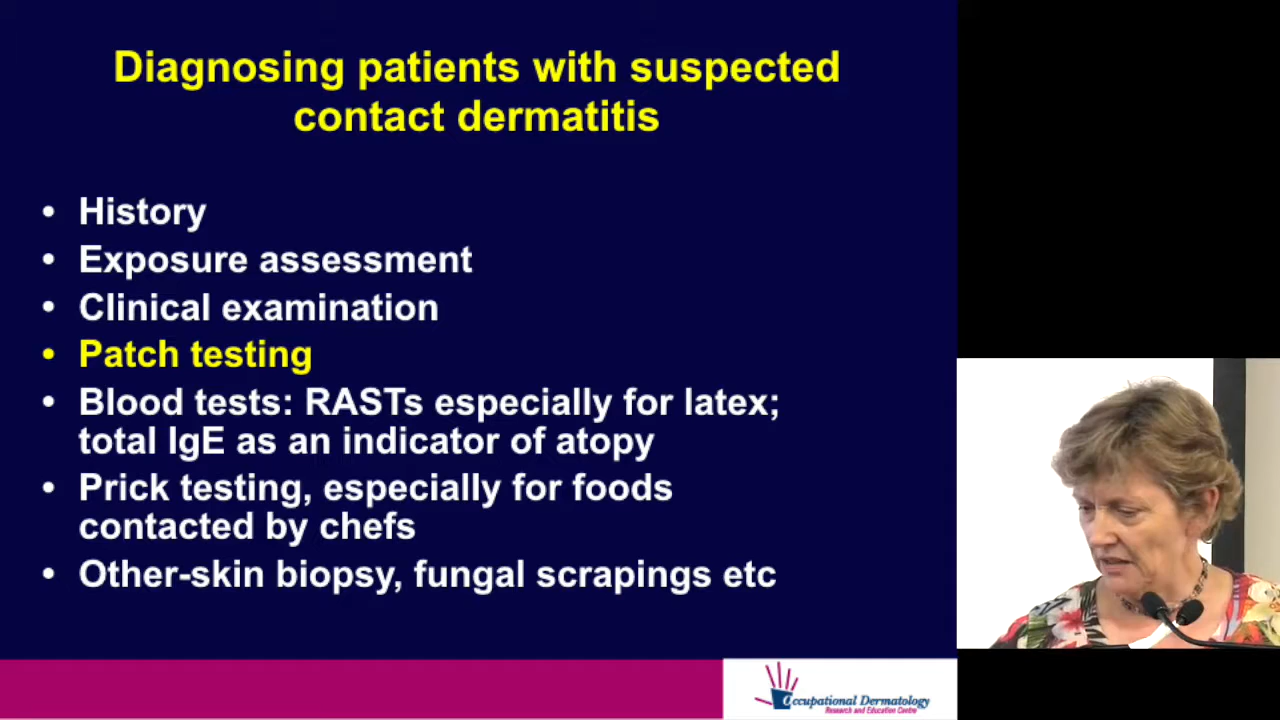 Diagnosing patients with suspected
contact dermatitis
• History
• Exposure assessment
• Clinical examination
• Patch testing
• Blood tests: RASTs especially for latex;
total IgE as an indicator of atopy
• Prick testing, especially for foods
contacted by chefs
• Other-skin biopsy, fungal scrapings etc
Occupational Dermatology
Research and Education Centre